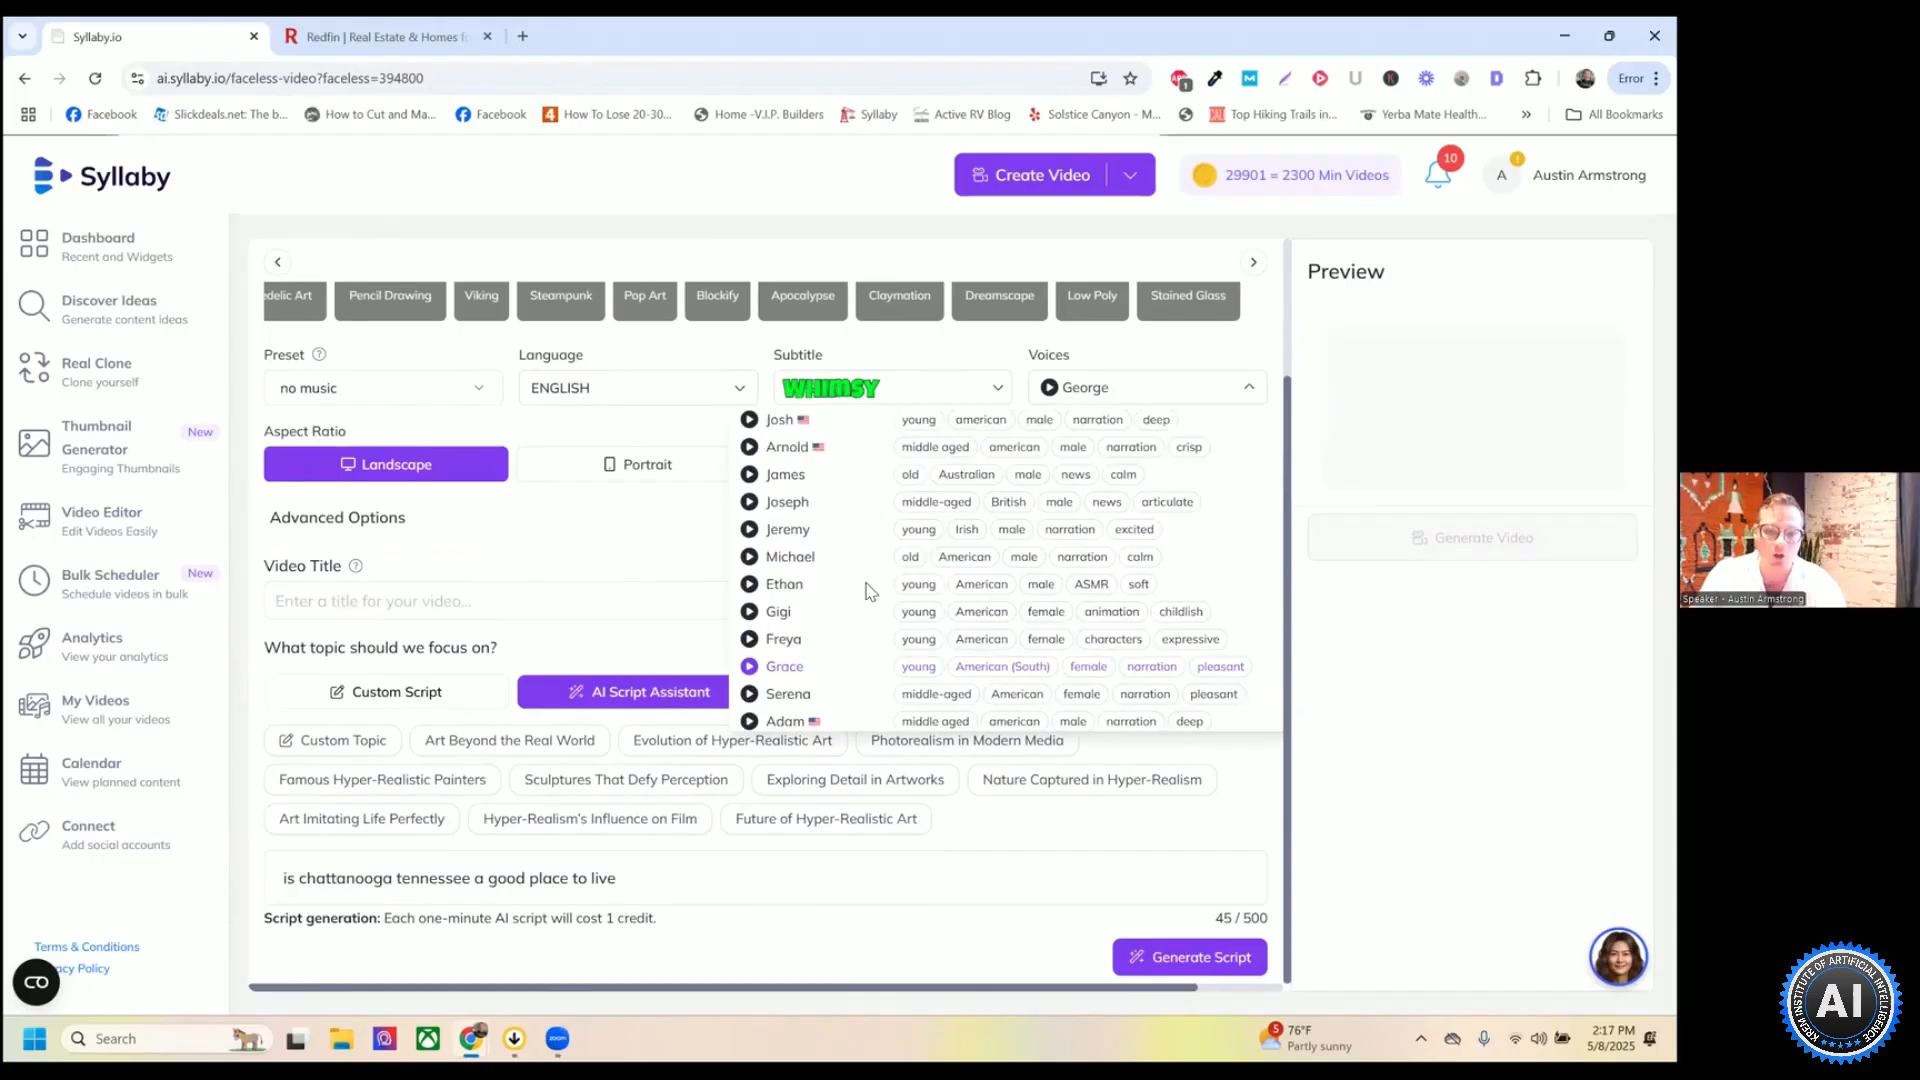 Syllaby.io
Redfin | Real Estate & Homes fo
ai.syllaby.io/faceless-video?faceless=394800
1
M
U
K
D
Error
Facebook
Slickdeals.net: The b...
How to Cut and Ma...
Facebook
How To Lose 20-30...
Home -V.I.P. Builders
Syllaby
Active RV Blog
Solstice Canyon - M...
Top Hiking Trails in...
Yerba Mate Health...
All Bookmarks
Syllaby
Create Video
29901 = 2300 Min Videos
10
A
Austin Armstrong
Dashboard
Recent and Widgets
Discover Ideas
Generate content ideas
Real Clone
Clone yourself
Thumbnail
Generator
New
Engaging Thumbnails
Video Editor
Edit Videos Easily
Bulk Scheduler
New
Schedule videos in bulk
Analytics
View your analytics
My Videos
View all your videos
Calendar
View planned content
Connect
Add social accounts
Terms & Conditions
acy Policy
edelic Art
Pencil Drawing
Viking
Steampunk
Pop Art
Blockify
Apocalypse
Claymation
Dreamscape
Low Poly
Stained Glass
Preset
Language
Subtitle
Voices
no music
ENGLISH
WHIMSY
George
Aspect Ratio
Landscape
Portrait
Advanced Options
Video Title
Enter a title for your video...
What topic should we focus on?
Custom Script
AI Script Assistant
Josh young american male narration deep
Arnold middle aged american male narration crisp
James old Australian male news calm
Joseph middle-aged British male news articulate
Jeremy young Irish male narration excited
Michael old American male narration calm
Ethan young American male ASMR soft
Gigi young American female animation childlish
Freya young American female characters expressive
Grace young American (South) female narration pleasant
Serena middle-aged American female narration pleasant
Adam middle aged american male narration deep
Custom Topic
Art Beyond the Real World
Evolution of Hyper-Realistic Art
Photorealism in Modern Media
Famous Hyper-Realistic Painters
Sculptures That Defy Perception
Exploring Detail in Artworks
Nature Captured in Hyper-Realism
Art Imitating Life Perfectly
Hyper-Realism's Influence on Film
Future of Hyper-Realistic Art
is chattanooga tennessee a good place to live
Script generation: Each one-minute AI script will cost 1 credit.
45 / 500
Generate Script
Preview
Generate Video
Speaker - Austin Armstrong
KREM INSTITUTE OF ARTIFICIAL INTELLIGENCE
AI
Search
zoom
5
76°F
Partly sunny
2:17 PM
5/8/2025